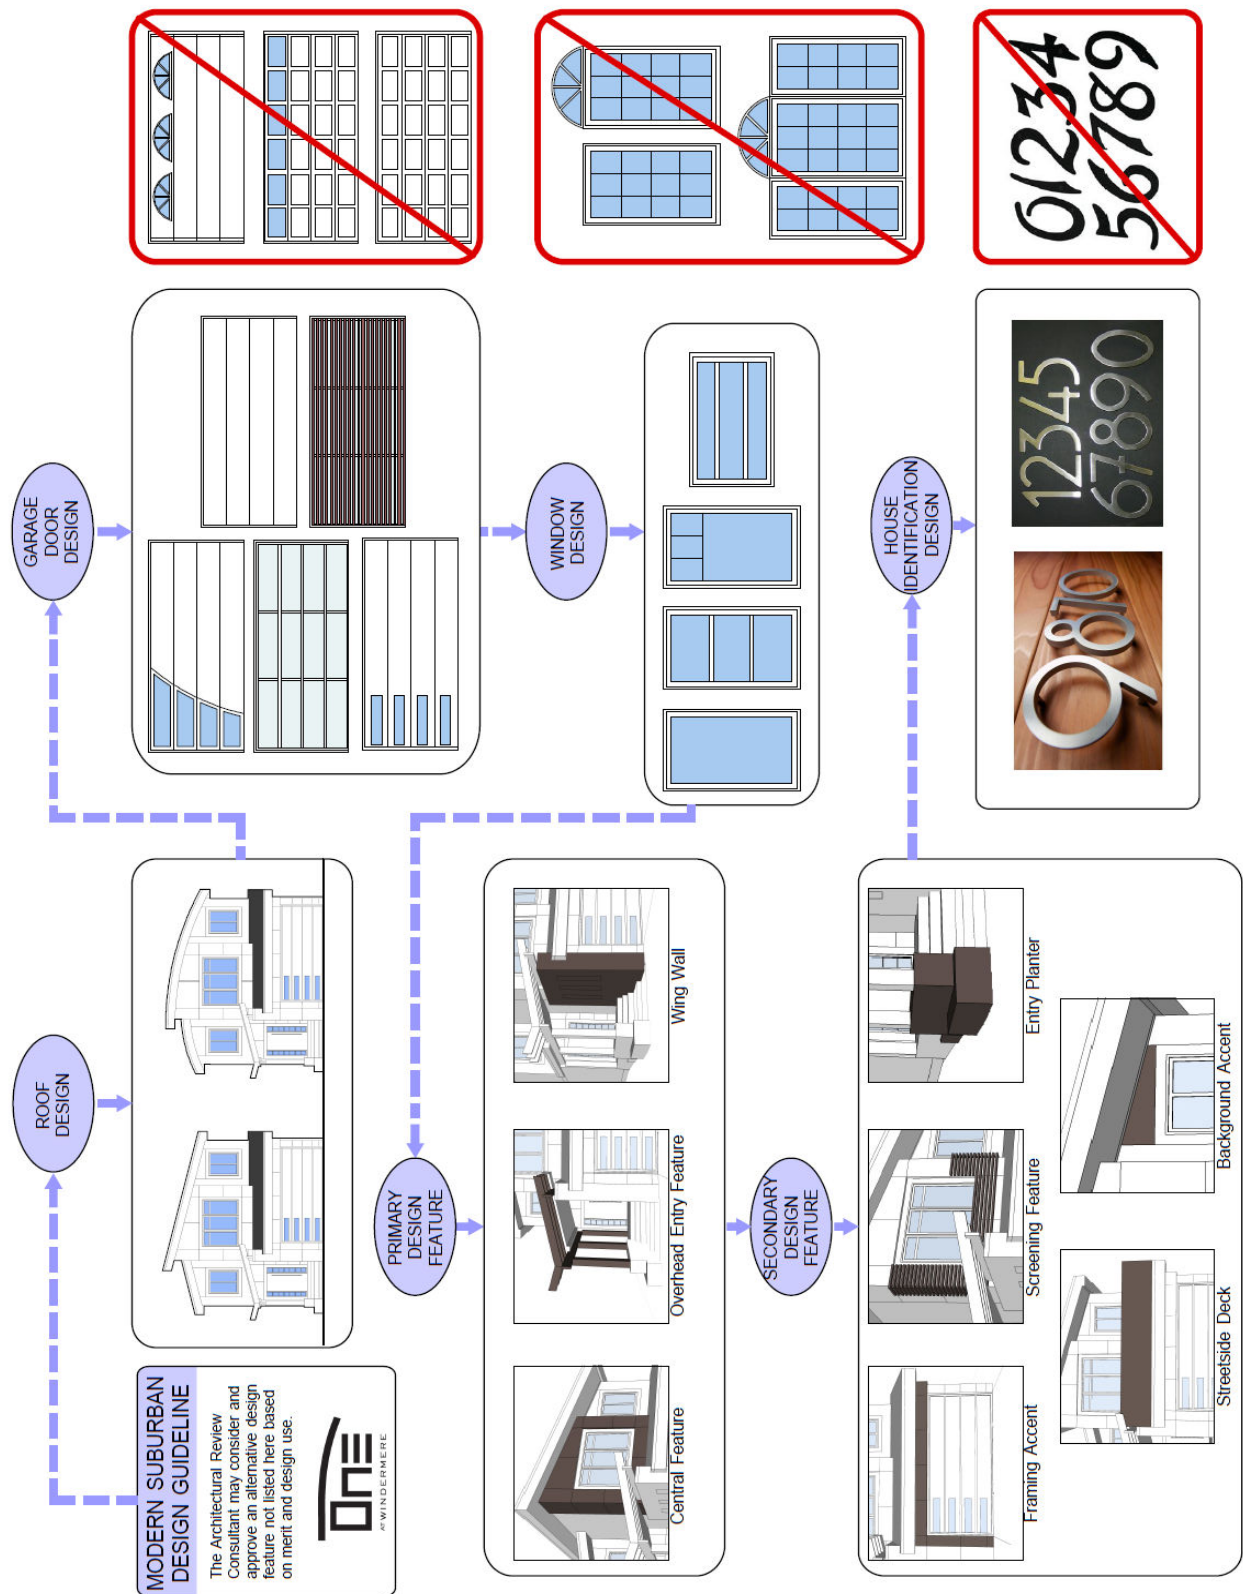 MODERN SUBURBAN
DESIGN GUIDELINE
The Architectural Review
Consultant may consider and
approve an alternative design
feature not listed here based
on merit and design use.
ONE
AT WINDERMERE
ROOF
DESIGN
GARAGE
DOOR
DESIGN
WINDOW
DESIGN
PRIMARY
DESIGN
FEATURE
Central Feature
Overhead Entry Feature
Wing Wall
SECONDARY
DESIGN
FEATURE
Framing Accent
Screening Feature
Entry Planter
Streetside Deck
Background Accent
HOUSE
IDENTIFICATION
DESIGN
9810
12345
67890
01234
56789